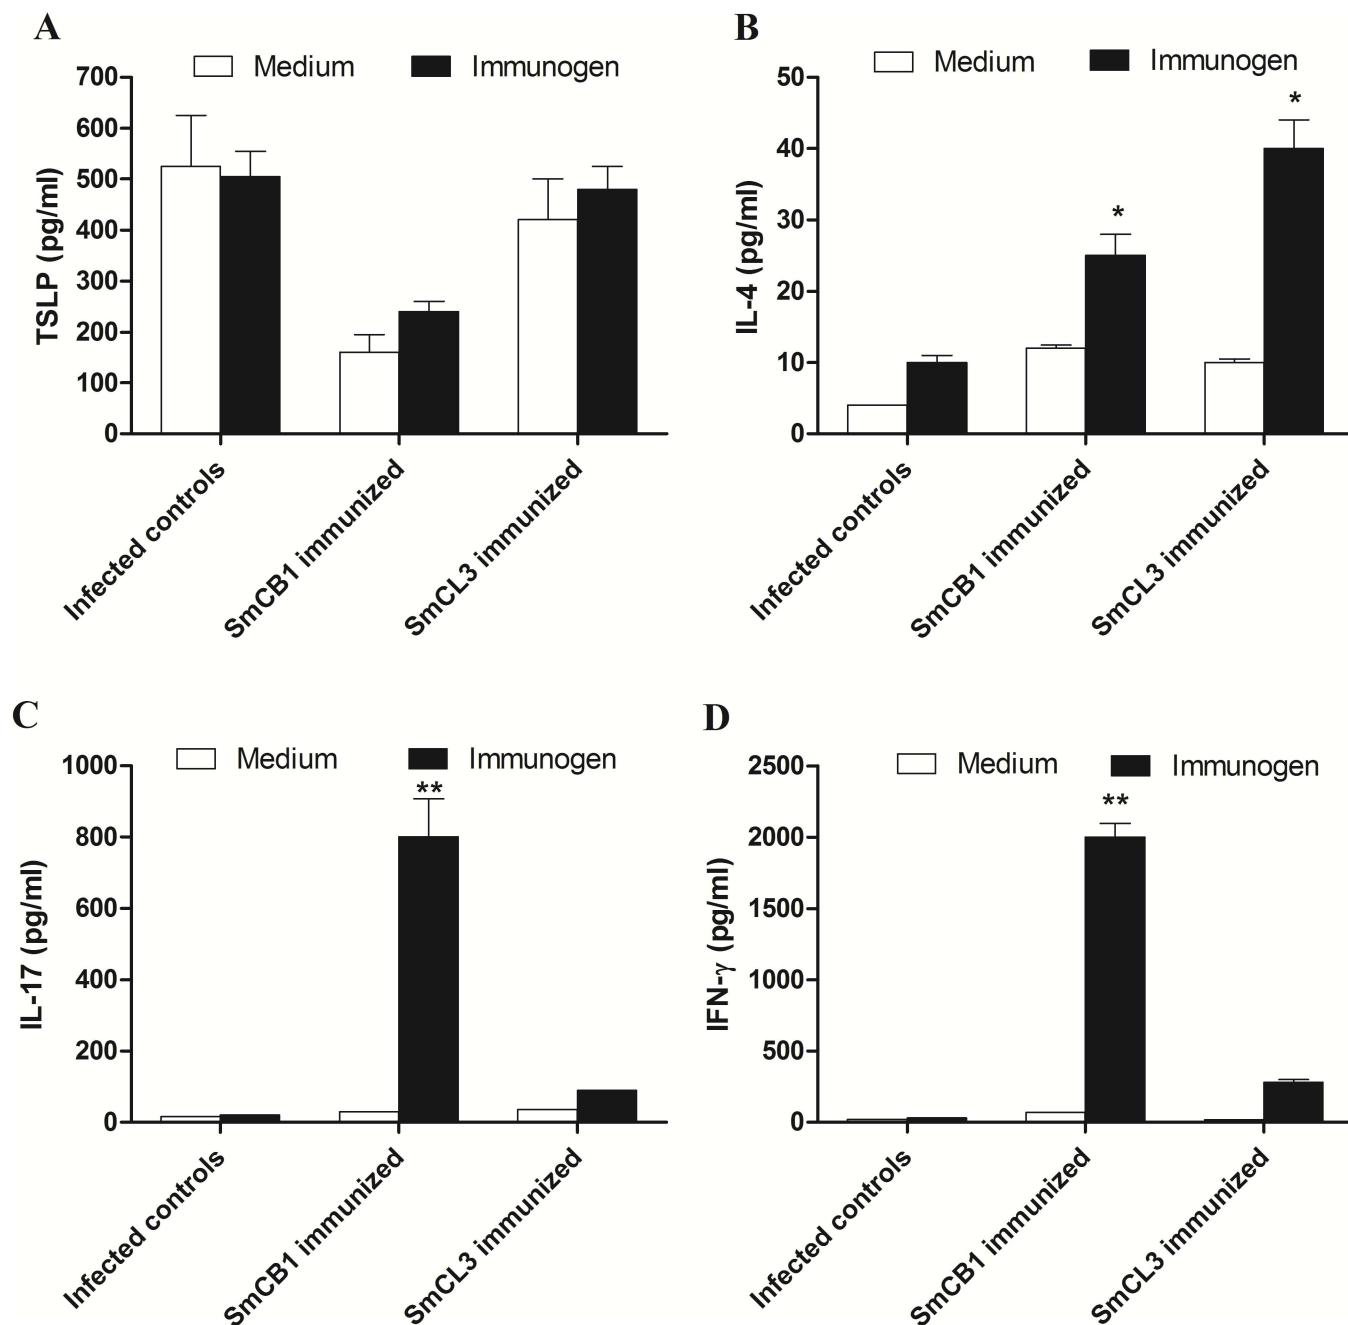 A
Medium Immunogen
TSLP (pg/ml)
700
600
500
400
300
200
100
0
Infected controls
SmCB1 immunized
SmCL3 immunized
B
Medium Immunogen
IL-4 (pg/ml)
50
40
30
20
10
0
*
*
Infected controls
SmCB1 immunized
SmCL3 immunized
C
Medium Immunogen
IL-17 (pg/ml)
1000
800
600
400
200
0
**
Infected controls
SmCB1 immunized
SmCL3 immunized
D
Medium Immunogen
IFN-γ (pg/ml)
2500
2000
1500
1000
500
0
**
Infected controls
SmCB1 immunized
SmCL3 immunized